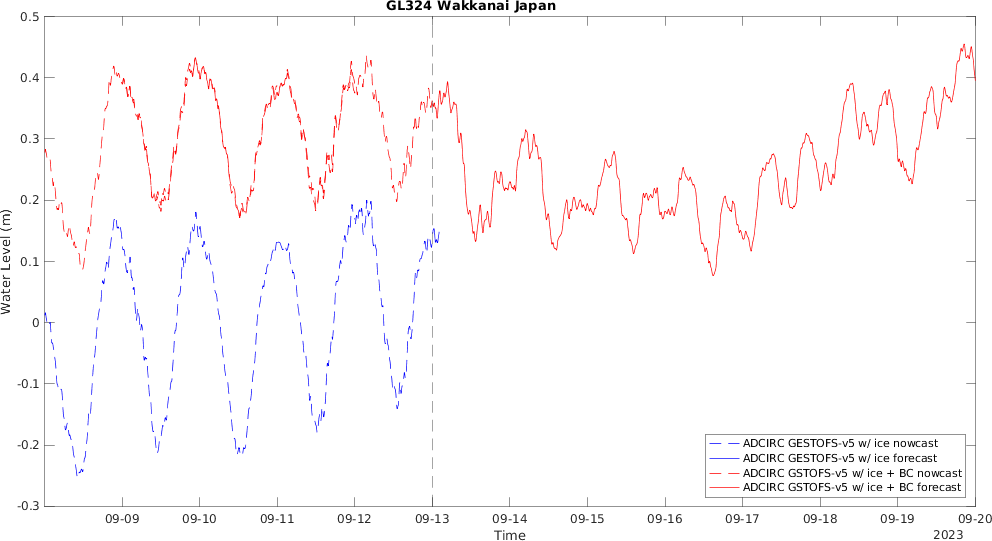 GL324 Wakkanai Japan
0.5
0.4
0.3
0.2
0.1
0
-0.1
-0.2
-0.3
Water Level (m)
ADCIRC GESTOFS-v5 w/ ice nowcast
ADCIRC GESTOFS-v5 w/ ice forecast
ADCIRC GSTOFS-v5 w/ ice + BC nowcast
ADCIRC GSTOFS-v5 w/ ice + BC forecast
09-09 09-10 09-11 09-12 09-13 09-14 09-15 09-16 09-17 09-18 09-19 09-20
Time
2023